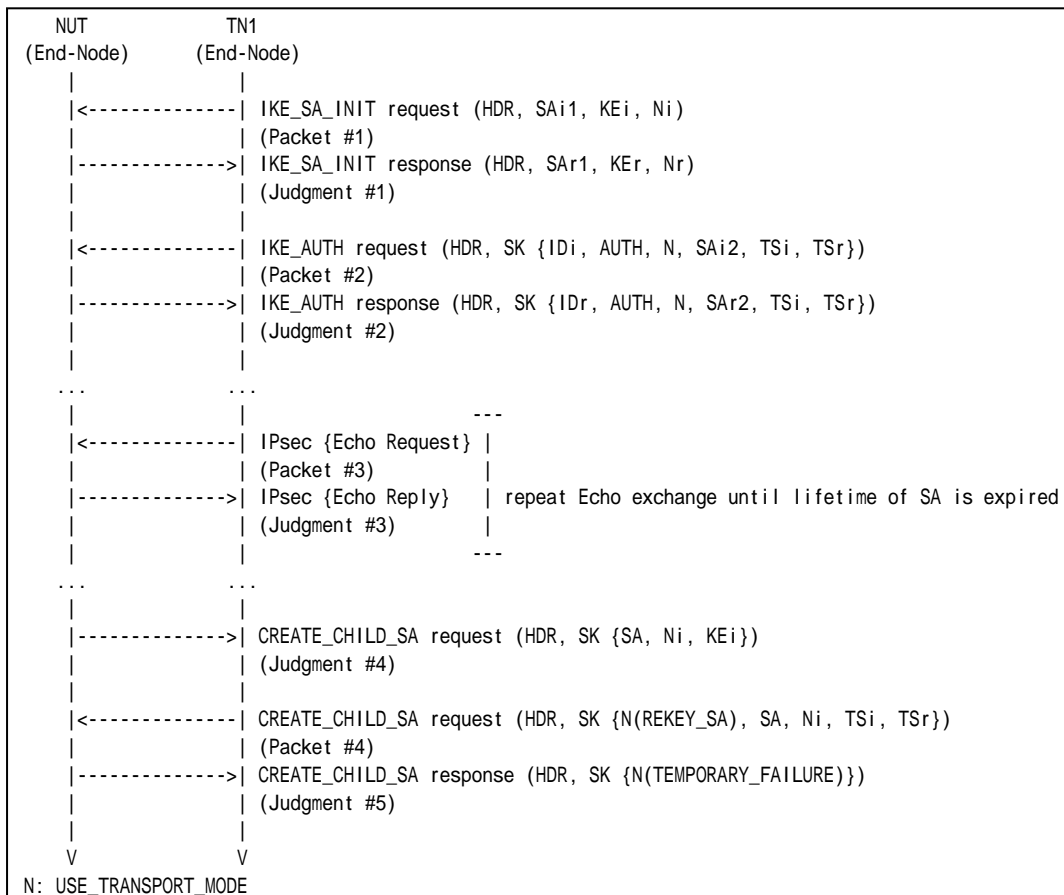 NUT TN1
(End-Node) (End-Node)
| |
|<--------------| IKE_SA_INIT request (HDR, SAi1, KEi, Ni)
| | (Packet #1)
|-------------->| IKE_SA_INIT response (HDR, SAr1, KEr, Nr)
| | (Judgment #1)
| |
|<--------------| IKE_AUTH request (HDR, SK {IDi, AUTH, N, SAi2, TSi, TSr})
| | (Packet #2)
|-------------->| IKE_AUTH response (HDR, SK {IDr, AUTH, N, SAr2, TSi, TSr})
| | (Judgment #2)
| |
... ...
| | ---
|<--------------| IPsec {Echo Request} |
| | (Packet #3) |
|-------------->| IPsec {Echo Reply} | repeat Echo exchange until lifetime of SA is expired
| | (Judgment #3) |
| | ---
... ...
| |
|-------------->| CREATE_CHILD_SA request (HDR, SK {SA, Ni, KEi})
| | (Judgment #4)
| |
|<--------------| CREATE_CHILD_SA request (HDR, SK {N(REKEY_SA), SA, Ni, TSi, TSr})
| | (Packet #4)
|-------------->| CREATE_CHILD_SA response (HDR, SK {N(TEMPORARY_FAILURE)})
| | (Judgment #5)
| |
V V
N: USE_TRANSPORT_MODE